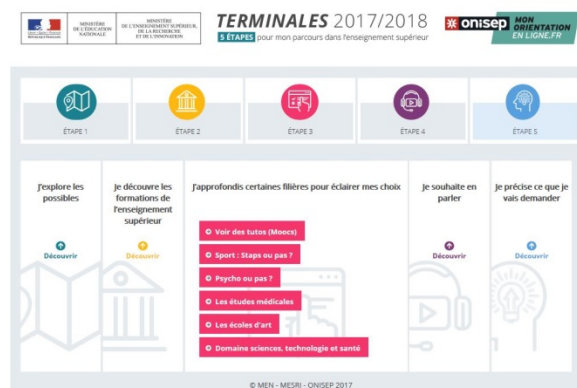 MINISTÈRE
DE L'ÉDUCATION
NATIONALE
MINISTÈRE
DE L'ENSEIGNEMENT SUPÉRIEUR,
DE LA RECHERCHE
ET DE L'INNOVATION
TERMINALES 2017/2018
5 ÉTAPES pour mon parcours dans l'enseignement supérieur
onisep
MON
ORIENTATION
EN LIGNE.FR
ÉTAPE 1
ÉTAPE 2
ÉTAPE 3
ÉTAPE 4
ÉTAPE 5
J'explore les
possibles
Découvrir
Je découvre les
formations de
l'enseignement
supérieur
Découvrir
J'approfondis certaines filières pour éclairer mes choix
Voir des tutos (Moocs)
Sport : Staps ou pas ?
Psycho ou pas ?
Les études médicales
Les écoles d'art
Domaine sciences, technologie et santé
Je souhaite en
parler
Découvrir
Je précise ce que je
vais demander
Découvrir
© MEN - MESRI - ONISEP 2017